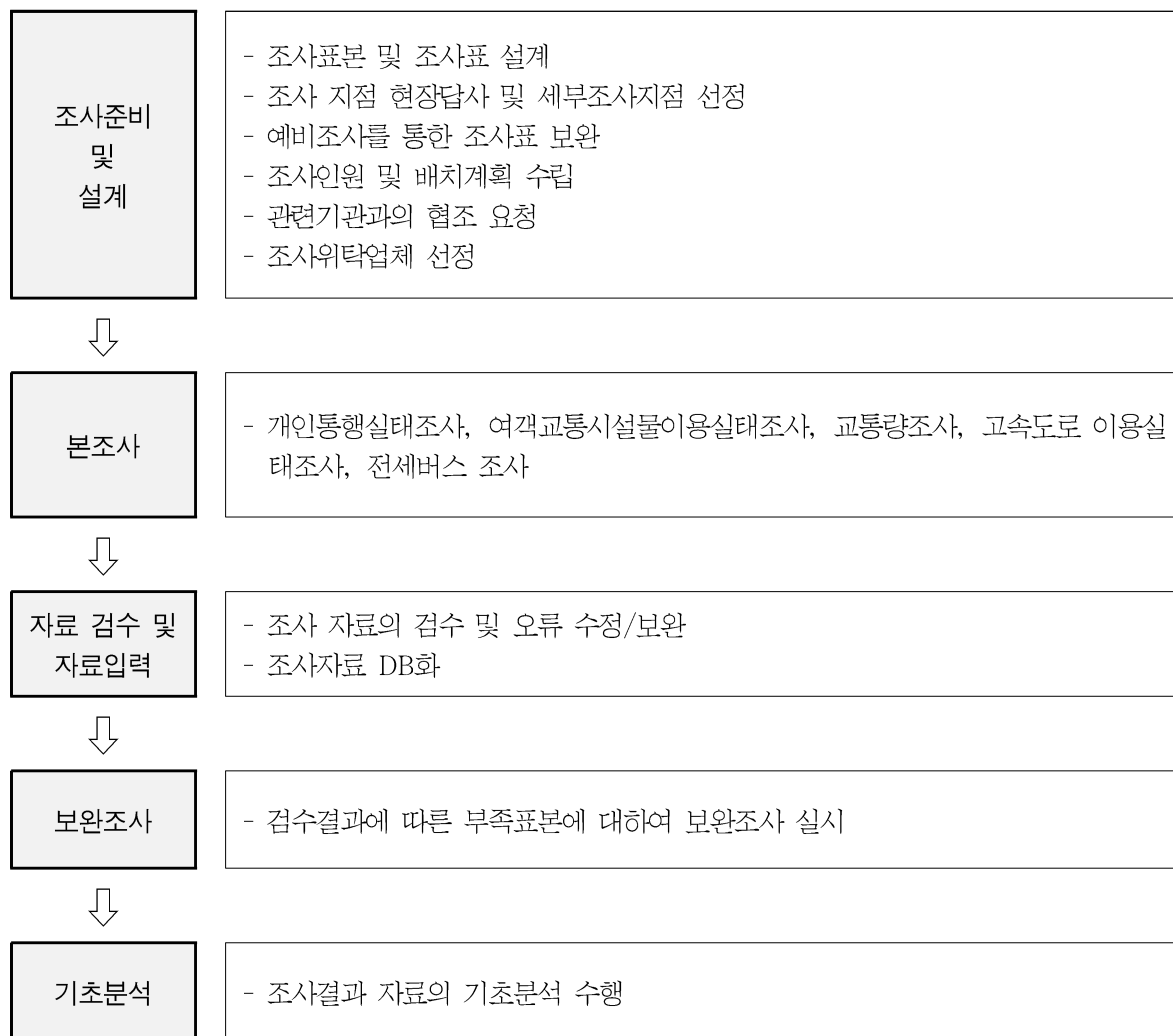 조사준비
및
설계
- 조사표본 및 조사표 설계
- 조사 지점 현장답사 및 세부조사지점 선정
- 예비조사를 통한 조사표 보완
- 조사인원 및 배치계획 수립
- 관련기관과의 협조 요청
- 조사위탁업체 선정
본조사
- 개인통행실태조사, 여객교통시설물이용실태조사, 교통량조사, 고속도로 이용실
태조사, 전세버스 조사
자료 검수 및
자료입력
- 조사 자료의 검수 및 오류 수정/보완
- 조사자료 DB화
보완조사
- 검수결과에 따른 부족표본에 대하여 보완조사 실시
기초분석
- 조사결과 자료의 기초분석 수행